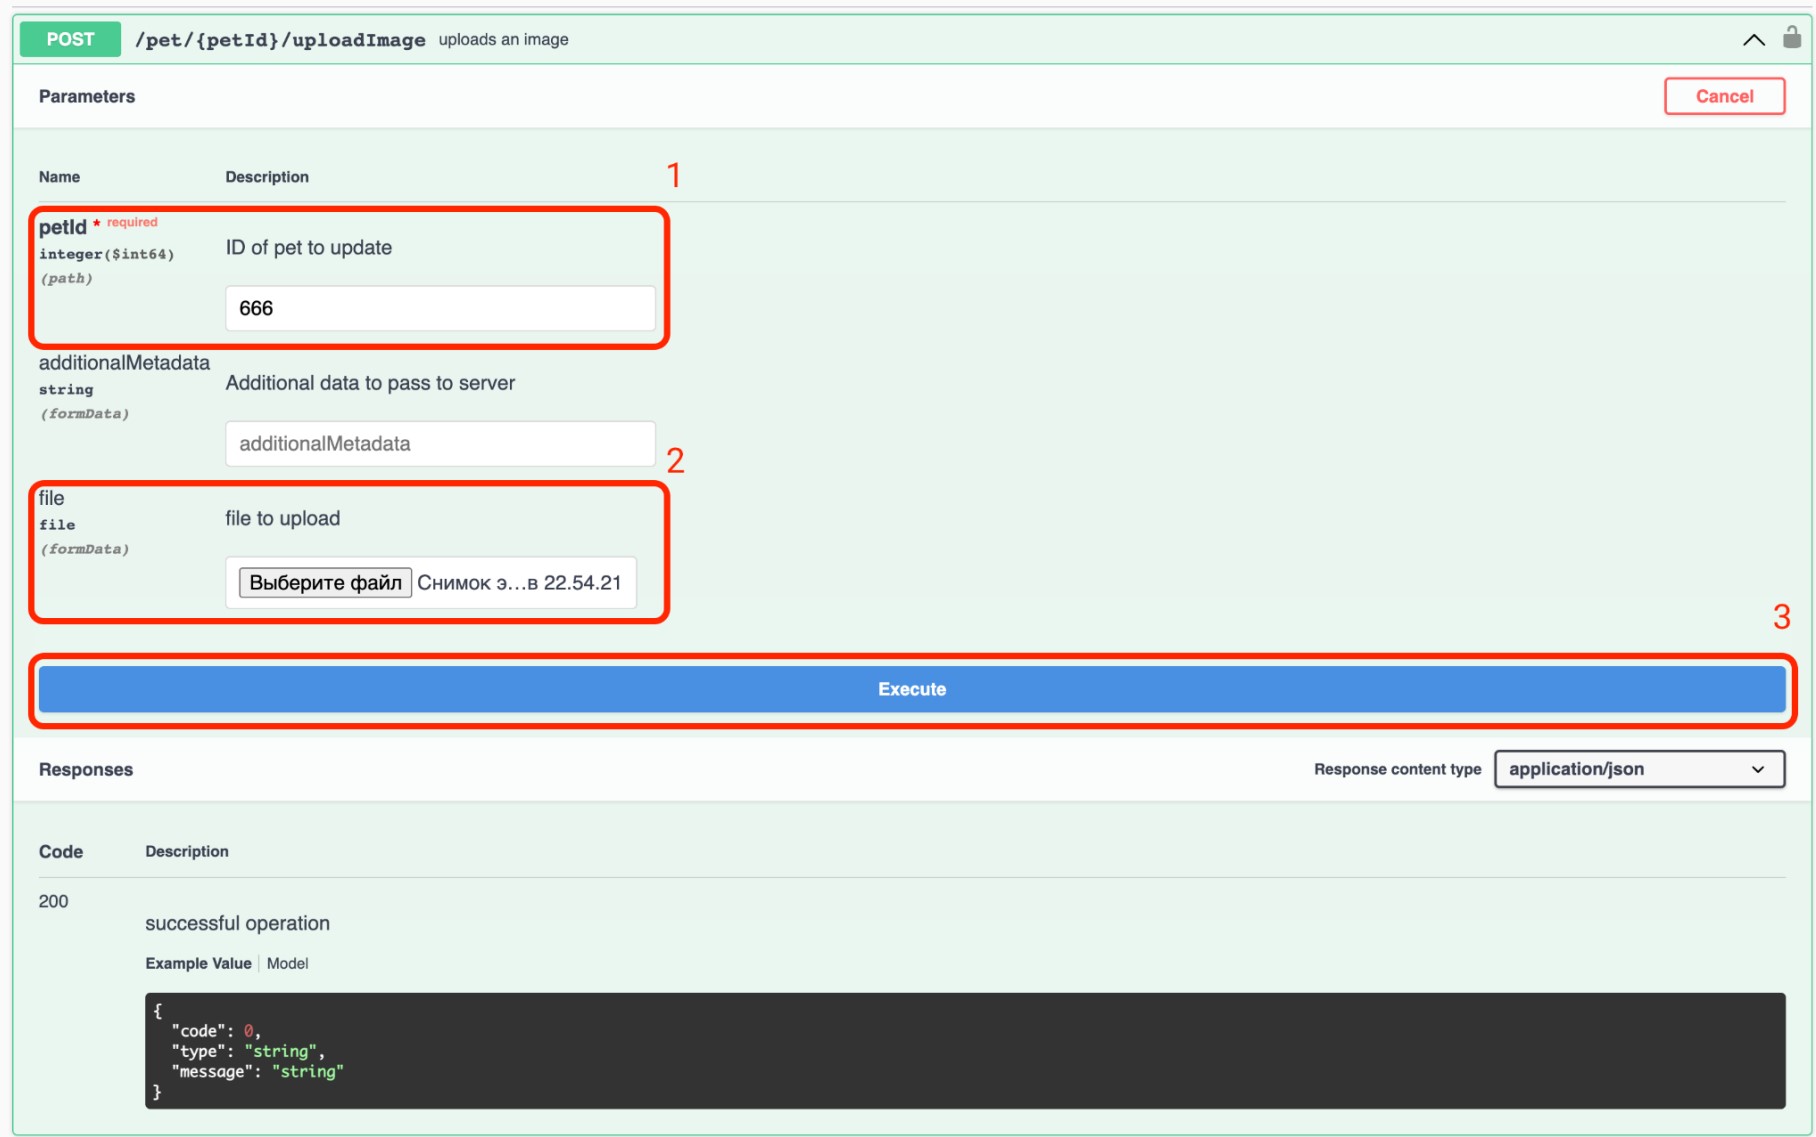 POST /pet/{petId}/uploadImage uploads an image
Parameters
Cancel
Name Description
1
petId * required
integer($int64)
(path)
ID of pet to update
666
additionalMetadata
string
(formData)
Additional data to pass to server
additionalMetadata
2
file
file
(formData)
file to upload
Выберите файл Снимок э...в 22.54.21
3
Execute
Responses
Response content type application/json
Code Description
200
successful operation
Example Value Model
{
"code": 0,
"type": "string",
"message": "string"
}